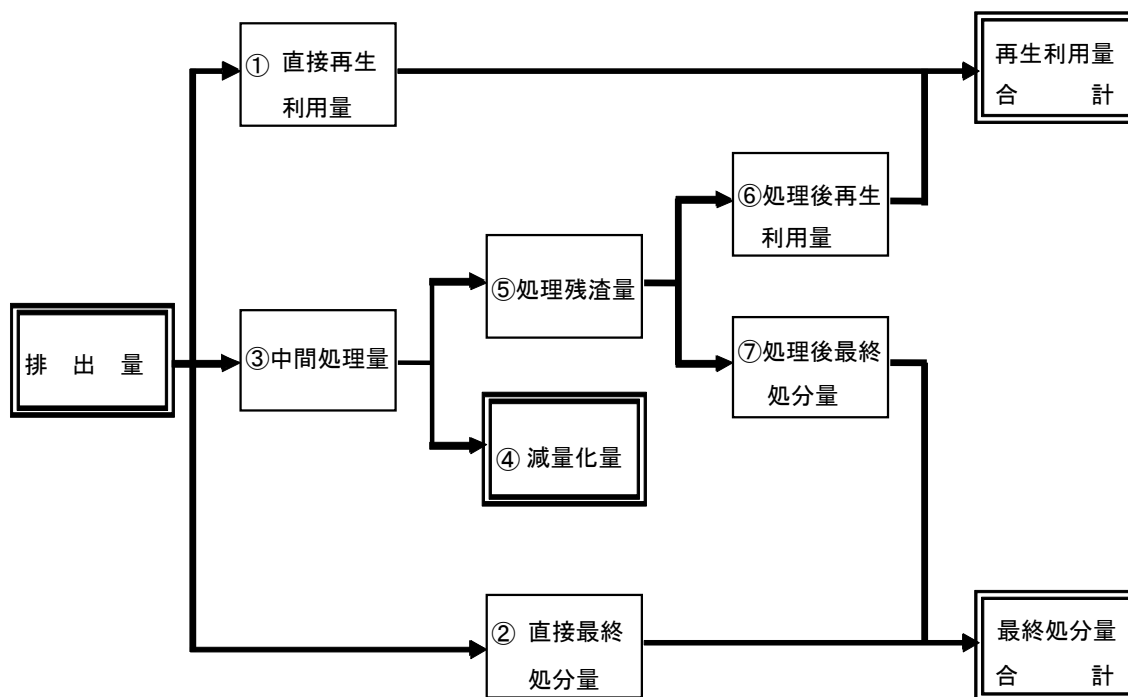 ① 直接再生
利用量
再生利用量
合　　計
⑥処理後再生
利用量
⑤処理残渣量
排　出　量
③中間処理量
⑦処理後最終
処分量
④ 減量化量
② 直接最終
処分量
最終処分量
合　　計